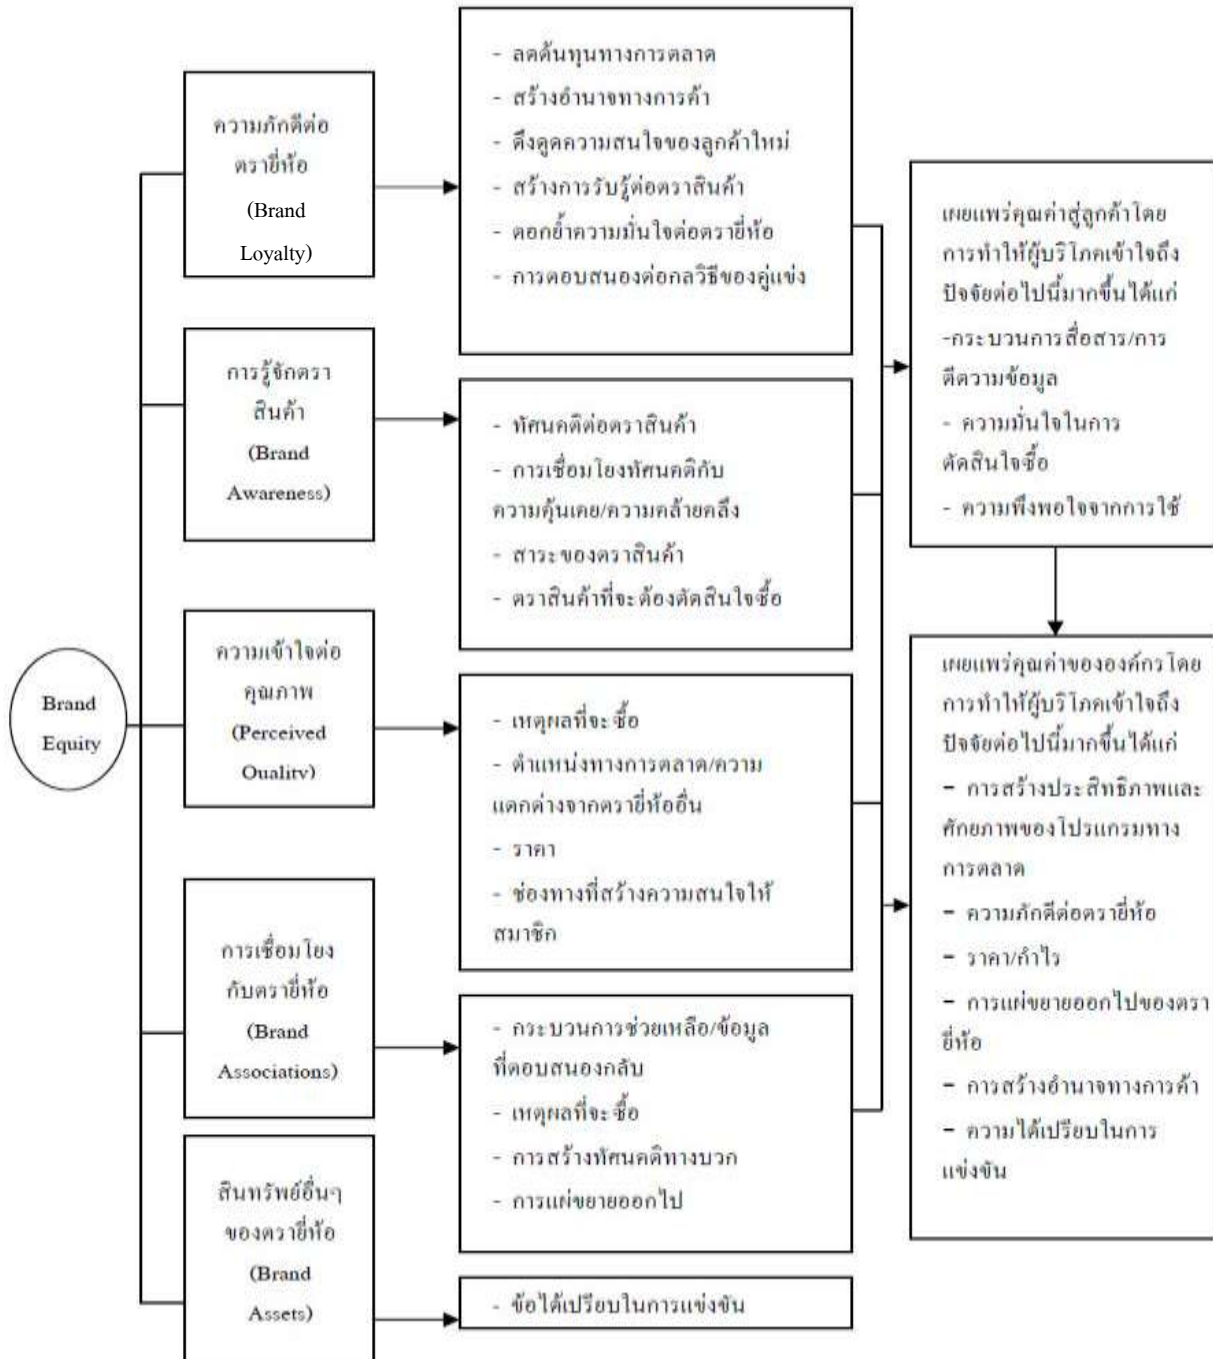 Brand
Equity
ความภักดีต่อ
ตรายี่ห้อ
(Brand
Loyalty)
- ลดต้นทุนทางการตลาด
- สร้างอำนาจทางการค้า
- ดึงดูดความสนใจของลูกค้าใหม่
- สร้างการรับรู้ต่อตราสินค้า
- ตอกย้ำความมั่นใจต่อตรายี่ห้อ
- การตอบสนองต่อกลวิธีของคู่แข่ง
การรู้จักตรา
สินค้า
(Brand
Awareness)
- ทัศนคติต่อตราสินค้า
- การเชื่อมโยงทัศนคติกับ
ความคุ้นเคย/ความคล้ายคลึง
- สาระของตราสินค้า
- ตราสินค้าที่จะต้องตัดสินใจซื้อ
ความเข้าใจต่อ
คุณภาพ
(Perceived
Quality)
- เหตุผลที่จะซื้อ
- ตำแหน่งทางการตลาด/ความ
แตกต่างจากตรายี่ห้ออื่น
- ราคา
- ช่องทางที่สร้างความสนใจให้
สมาชิก
การเชื่อมโยง
กับตรายี่ห้อ
(Brand
Associations)
- กระบวนการช่วยเหลือ/ข้อมูล
ที่ตอบสนองกลับ
- เหตุผลที่จะซื้อ
- การสร้างทัศนคติทางบวก
- การแผ่ขยายออกไป
สินทรัพย์อื่นๆ
ของตรายี่ห้อ
(Brand
Assets)
- ข้อได้เปรียบในการแข่งขัน
เผยแพร่คุณค่าสู่ลูกค้าโดย
การทำให้ผู้บริโภคเข้าใจถึง
ปัจจัยต่อไปนี้มากขึ้นได้แก่
-กระบวนการสื่อสาร/การ
ตีความข้อมูล
- ความมั่นใจในการ
ตัดสินใจซื้อ
- ความพึงพอใจจากการใช้
เผยแพร่คุณค่าขององค์กรโดย
การทำให้ผู้บริโภคเข้าใจถึง
ปัจจัยต่อไปนี้มากขึ้นได้แก่
- การสร้างประสิทธิภาพและ
ศักยภาพของโปรแกรมทาง
การตลาด
- ความภักดีต่อตรายี่ห้อ
- ราคา/กำไร
- การแผ่ขยายออกไปของตรา
ยี่ห้อ
- การสร้างอำนาจทางการค้า
- ความได้เปรียบในการ
แข่งขัน